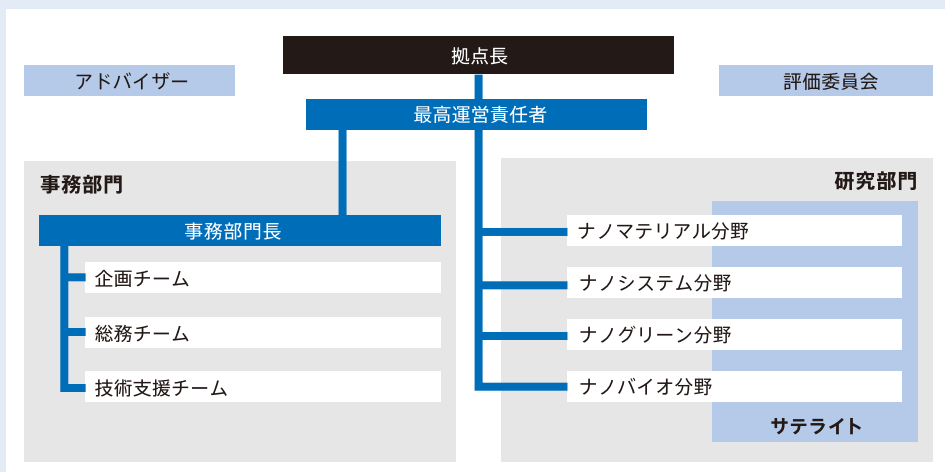 拠点長
アドバイザー
評価委員会
最高運営責任者
事務部門
事務部門長
企画チーム
総務チーム
技術支援チーム
研究部門
ナノマテリアル分野
ナノシステム分野
ナノグリーン分野
ナノバイオ分野
サテライト